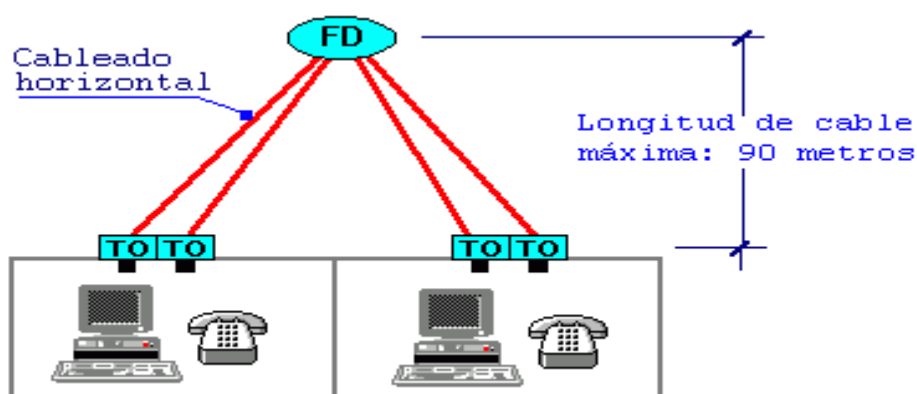 FD
Cableado
horizontal
Longitud de cable
máxima: 90 metros
TO TO TO TO